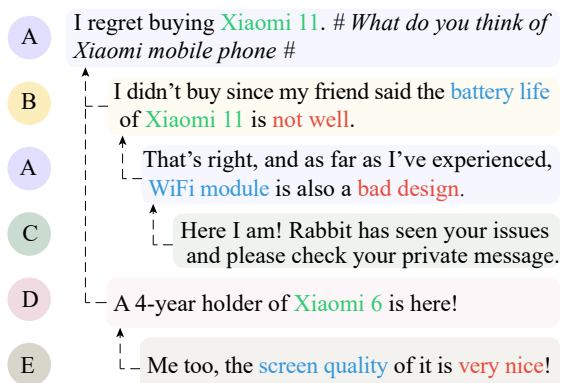 A
I regret buying Xiaomi 11. # What do you think of
Xiaomi mobile phone #
B
I didn't buy since my friend said the battery life
of Xiaomi 11 is not well.
A
That's right, and as far as I've experienced,
WiFi module is also a bad design.
C
Here I am! Rabbit has seen your issues
and please check your private message.
D
A 4-year holder of Xiaomi 6 is here!
E
Me too, the screen quality of it is very nice!